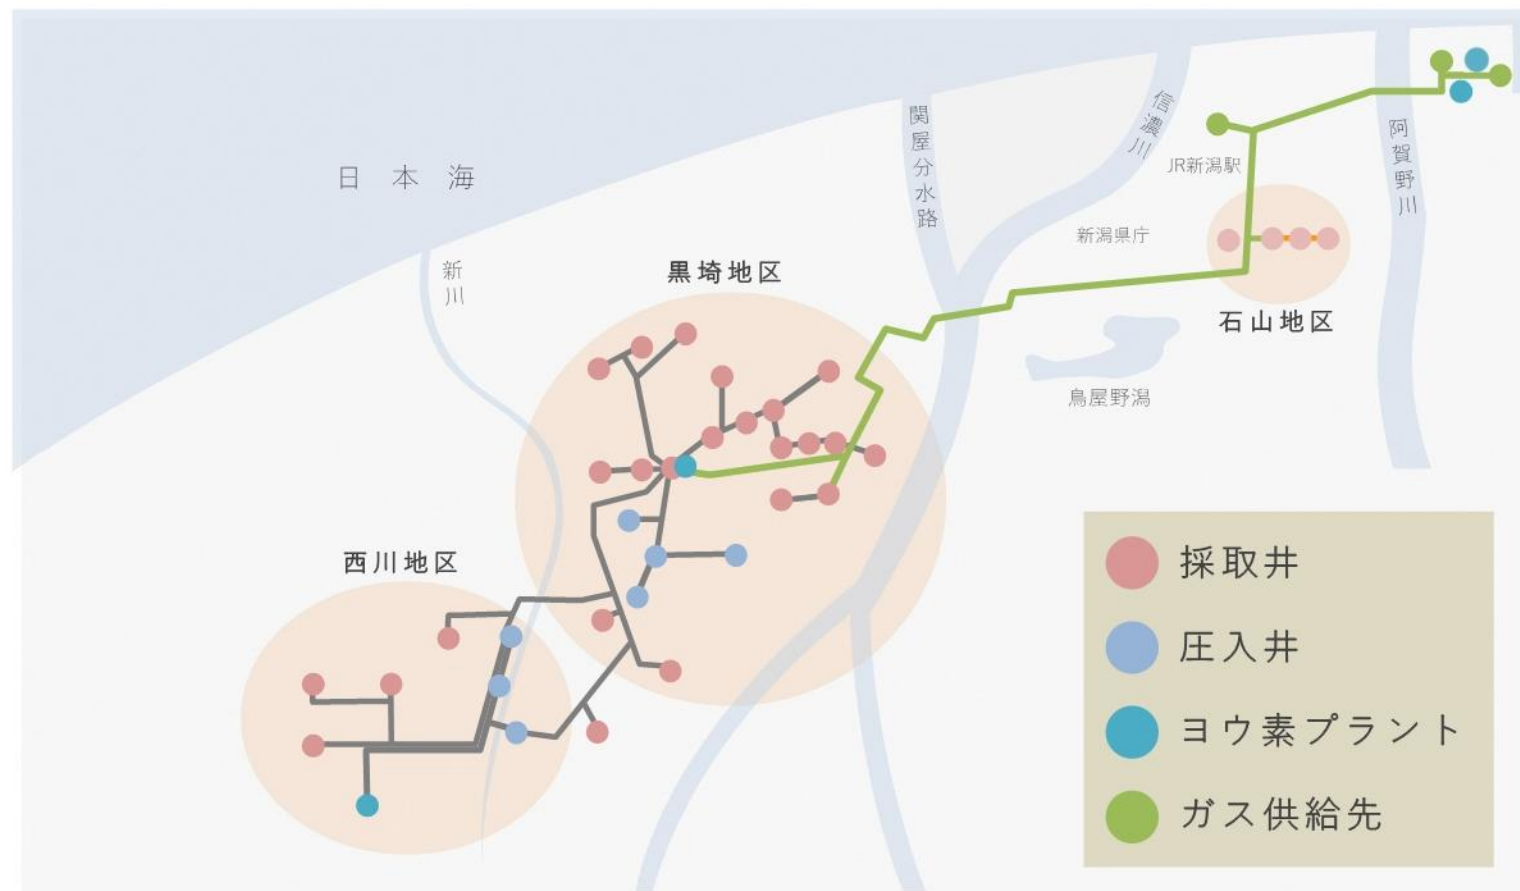 日本海
関屋分水路
信濃川
阿賀野川
JR新潟駅
新潟県庁
新川
黒埼地区
石山地区
鳥屋野潟
西川地区
採取井
圧入井
ヨウ素プラント
ガス供給先